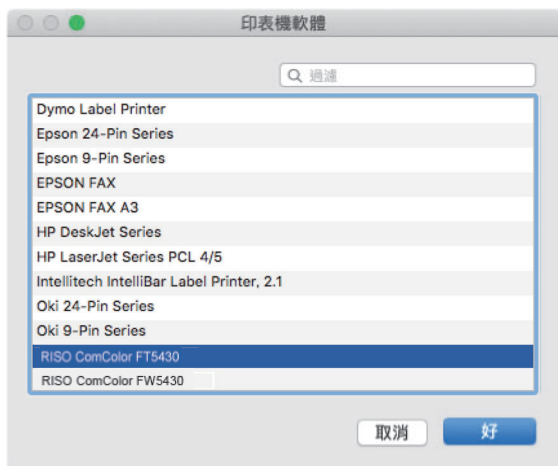 印表機軟體
過濾
Dymo Label Printer
Epson 24-Pin Series
Epson 9-Pin Series
EPSON FAX
EPSON FAX A3
HP DeskJet Series
HP LaserJet Series PCL 4/5
Intellitech IntelliBar Label Printer, 2.1
Oki 24-Pin Series
Oki 9-Pin Series
RISO ComColor FT5430
RISO ComColor FW5430
取消 好